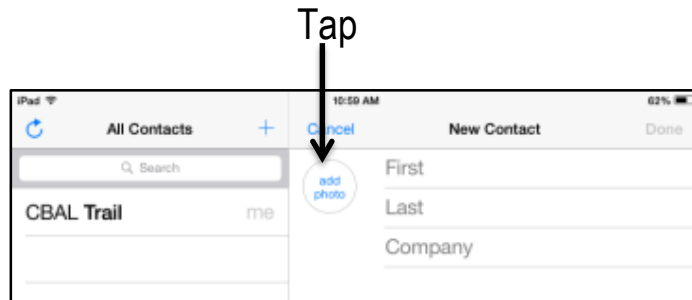 Tap
iPad 10:59 AM 62%
All Contacts + Cancel New Contact Done
Search
CBAL Trail me
add
photo
First
Last
Company